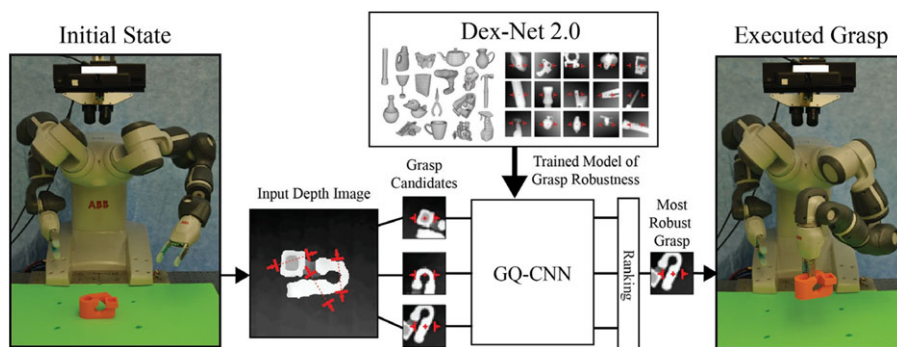 Initial State
Dex-Net 2.0
Executed Grasp
ABB
Input Depth Image
Grasp
Candidates
Trained Model of
Grasp Robustness
GQ-CNN
Ranking
Most
Robust
Grasp